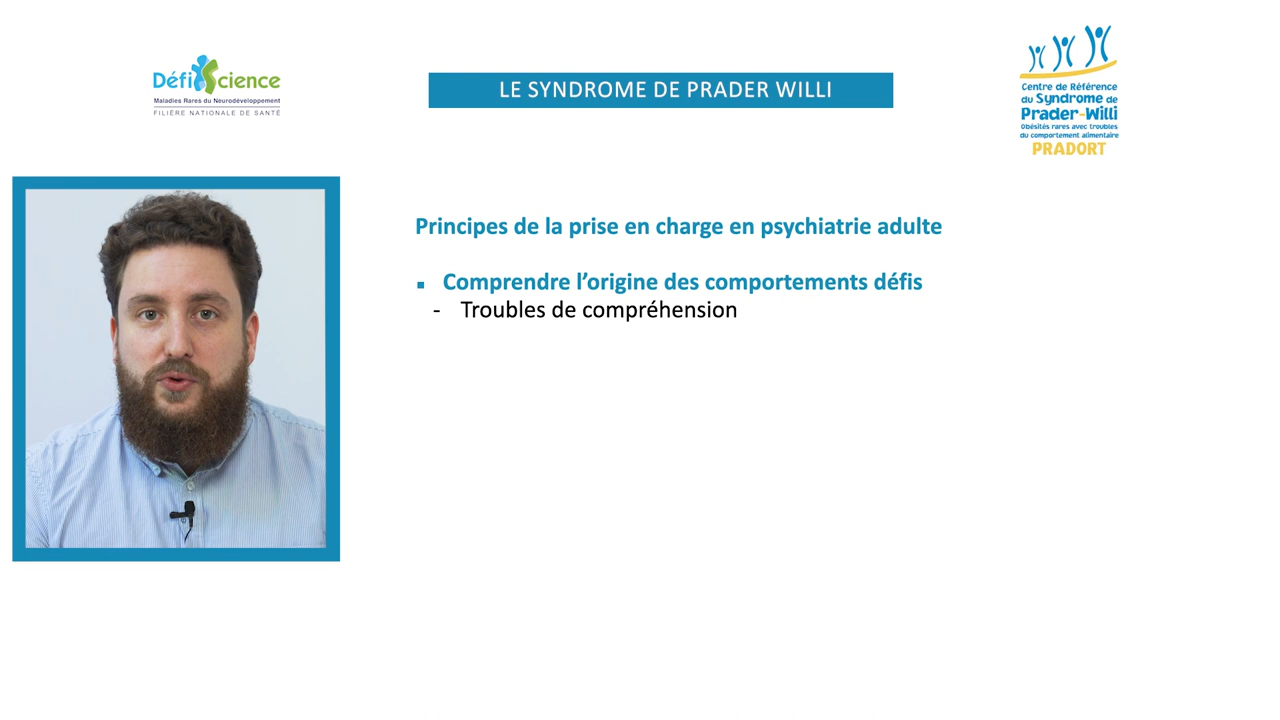 DéfiScience
Maladies Rares du Neurodéveloppement
FILIÈRE NATIONALE DE SANTÉ
LE SYNDROME DE PRADER WILLI
Centre de Référence
du Syndrome de
Prader-Willi
Obésités rares avec troubles
du comportement alimentaire
PRADORT
Principes de la prise en charge en psychiatrie adulte
▪ Comprendre l’origine des comportements défis
- Troubles de compréhension